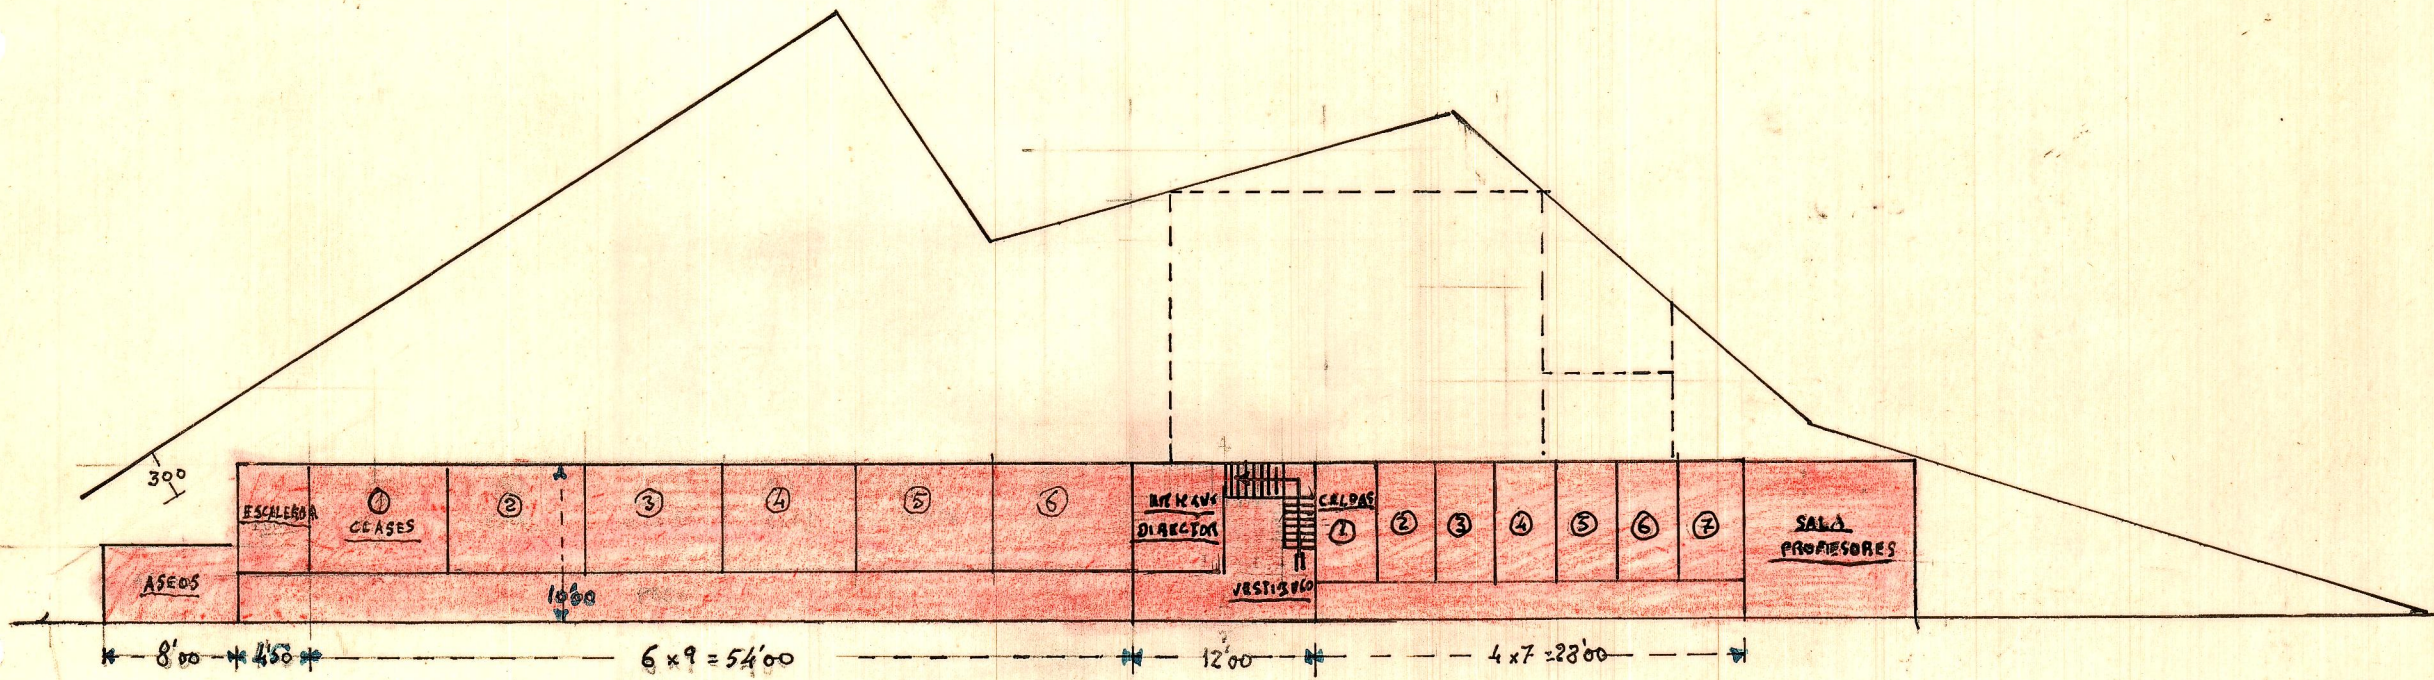 30º
ESCALERA
①
CLASES
②
③
④
⑤
⑥
DIRECTOR
CELDAS
①
②
③
④
⑤
⑥
⑦
SALA
PROFESORES
ASEOS
10'00
VESTIBULO
8'00
4'50
6 x 9 = 54'00
12'00
4 x 7 = 28'00